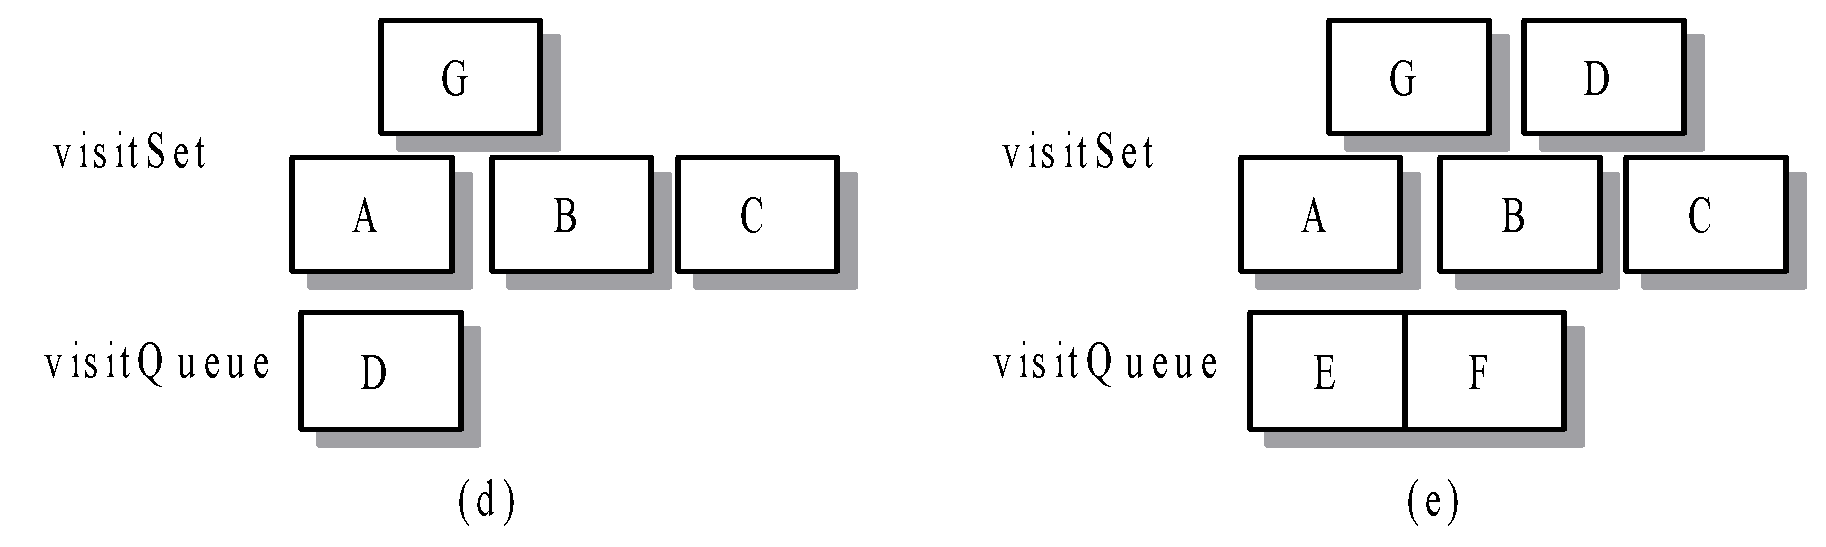 G
visitSet
A B C
visitQueue D
(d)
G D
visitSet
A B C
visitQueue E F
(e)